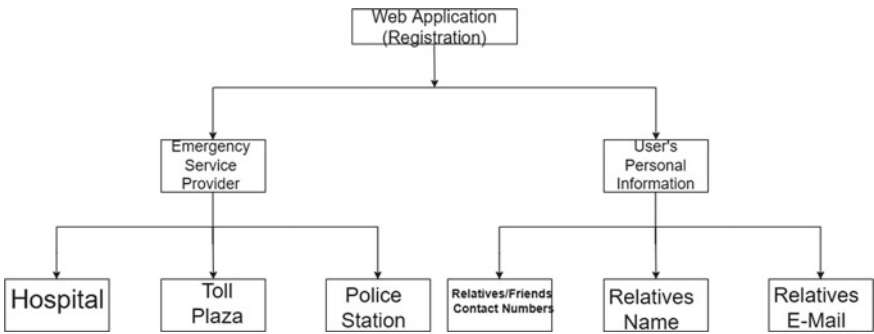 Web Application
(Registration)
Emergency
Service
Provider
User's
Personal
Information
Hospital
Toll
Plaza
Police
Station
Relatives/Friends
Contact Numbers
Relatives
Name
Relatives
E-Mail